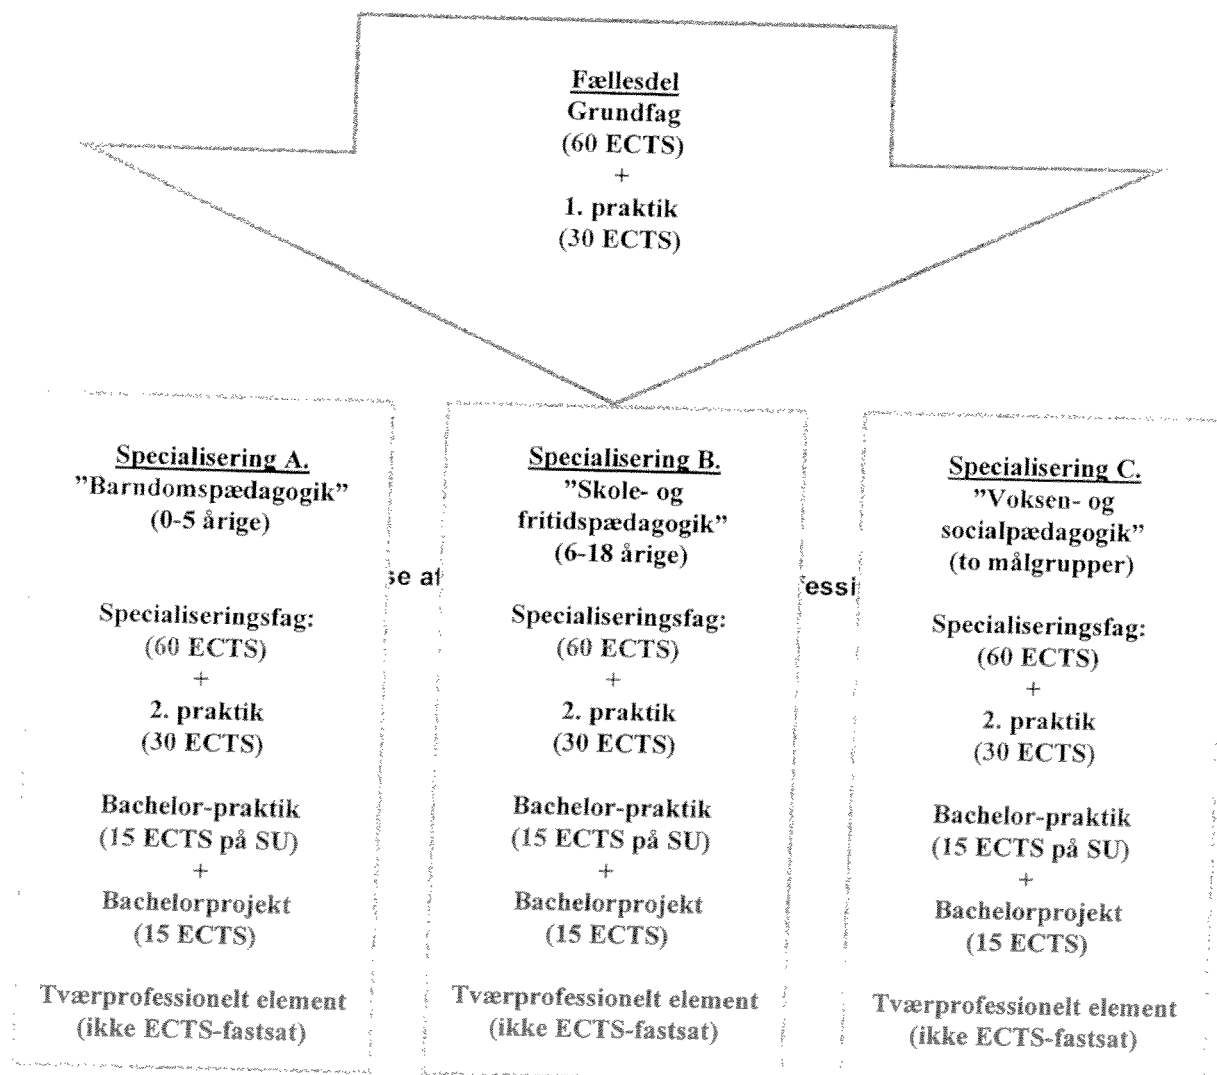 Fællesdel
Grundfag
(60 ECTS)
+
1. praktik
(30 ECTS)
Specialisering A.
”Barndomspædagogik”
(0-5 årige)
Specialiseringsfag:
(60 ECTS)
+
2. praktik
(30 ECTS)
Bachelor-praktik
(15 ECTS på SU)
+
Bachelorprojekt
(15 ECTS)
Tværprofessionelt element
(ikke ECTS-fastsat)
se af
Specialisering B.
”Skole- og
fritidspædagogik”
(6-18 årige)
Specialiseringsfag:
(60 ECTS)
+
2. praktik
(30 ECTS)
Bachelor-praktik
(15 ECTS på SU)
+
Bachelorprojekt
(15 ECTS)
Tværprofessionelt element
(ikke ECTS-fastsat)
essi
Specialisering C.
”Voksen- og
socialpædagogik”
(to målgrupper)
Specialiseringsfag:
(60 ECTS)
+
2. praktik
(30 ECTS)
Bachelor-praktik
(15 ECTS på SU)
+
Bachelorprojekt
(15 ECTS)
Tværprofessionelt element
(ikke ECTS-fastsat)